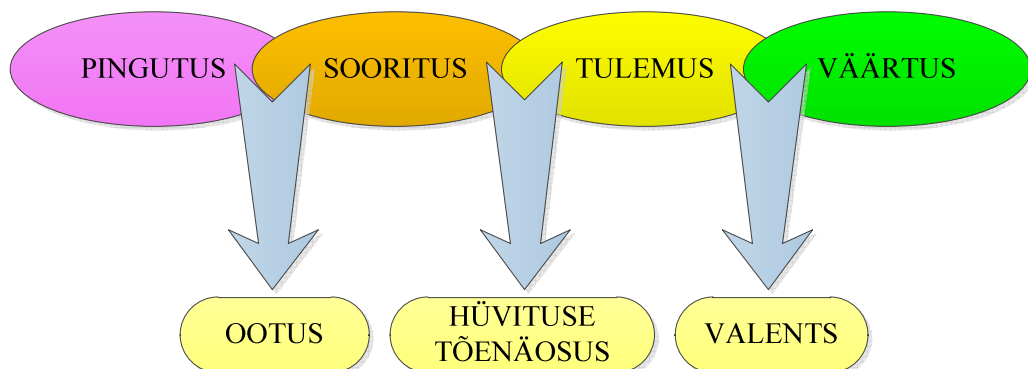 PINGUTUS SOORITUS TULEMUS VÄÄRTUS
OOTUS
HÜVITUSE
TÕENÄOSUS
VALENTS